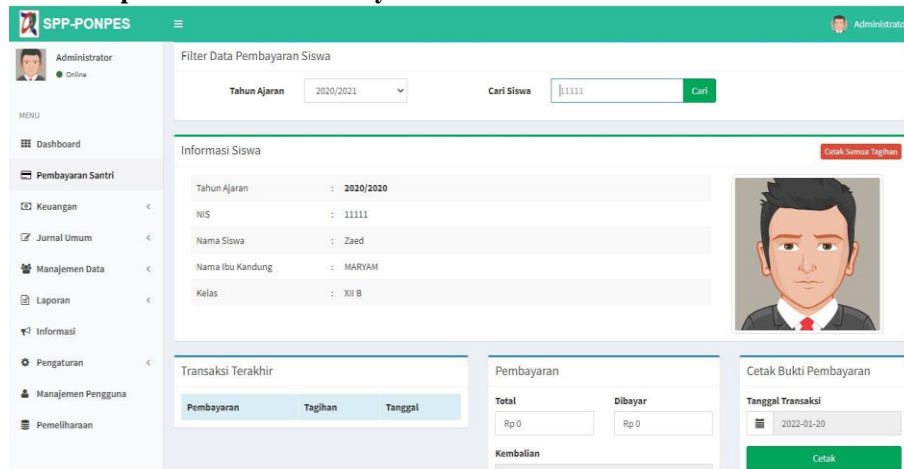 SPP-PONPES
Administrato
Administrator
Online
MENU
Dashboard
Pembayaran Santri
Keuangan
Jurnal Umum
Manajemen Data
Laporan
Informasi
Pengaturan
Manajemen Pengguna
Pemeliharaan
Filter Data Pembayaran Siswa
Tahun Ajaran 2020/2021 Cari Siswa 11111 Cari
Informasi Siswa Cetak Semua Tagihan
Tahun Ajaran : 2020/2020
NIS : 11111
Nama Siswa : Zaed
Nama Ibu Kandung : MARYAM
Kelas : XII B
Transaksi Terakhir
Pembayaran Tagihan Tanggal
Pembayaran
Total Dibayar
Rp 0 Rp 0
Kembalian
Cetak Bukti Pembayaran
Tanggal Transaksi
2022-01-20
Cetak